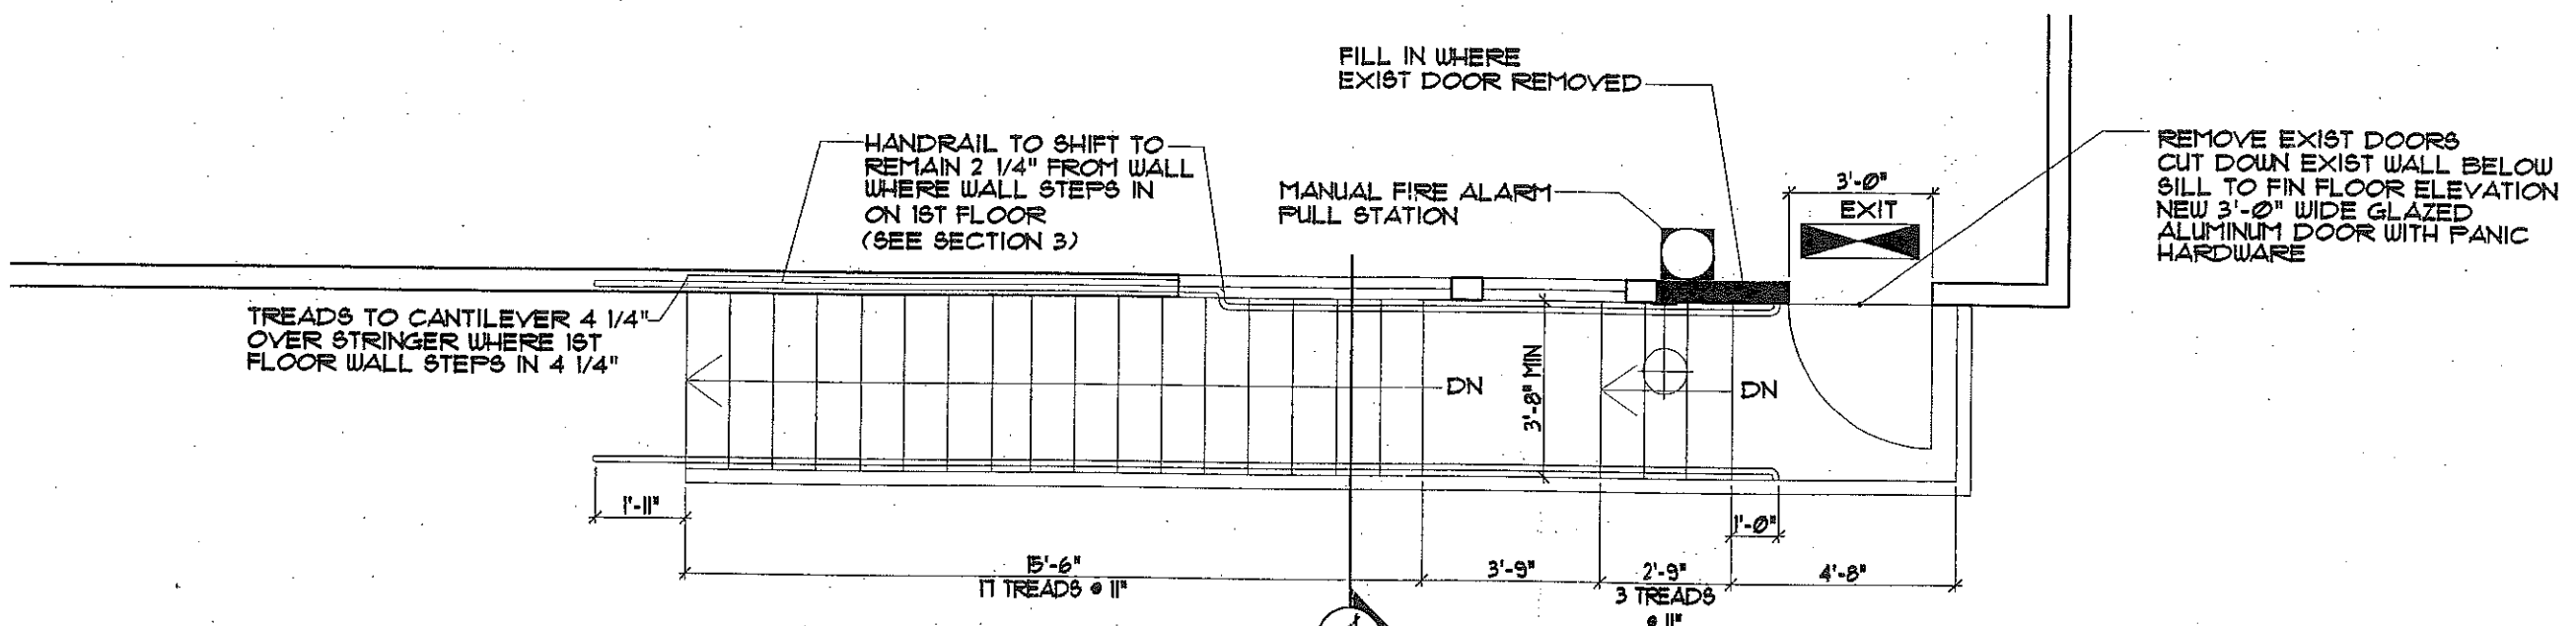 FILL IN WHERE
EXIST DOOR REMOVED
HANDRAIL TO SHIFT TO
REMAIN 2 1/4" FROM WALL
WHERE WALL STEPS IN
ON 1ST FLOOR
(SEE SECTION 3)
MANUAL FIRE ALARM
PULL STATION
3'-0"
EXIT
REMOVE EXIST DOORS
CUT DOWN EXIST WALL BELOW
SILL TO FIN FLOOR ELEVATION
NEW 3'-0" WIDE GLAZED
ALUMINUM DOOR WITH PANIC
HARDWARE
TREADS TO CANTILEVER 4 1/4"
OVER STRINGER WHERE 1ST
FLOOR WALL STEPS IN 4 1/4"
DN
3'-8" MIN
DN
1'-11"
1'-0"
15'-6"
17 TREADS @ 11"
3'-9"
2'-9"
3 TREADS
@ 11"
4'-8"